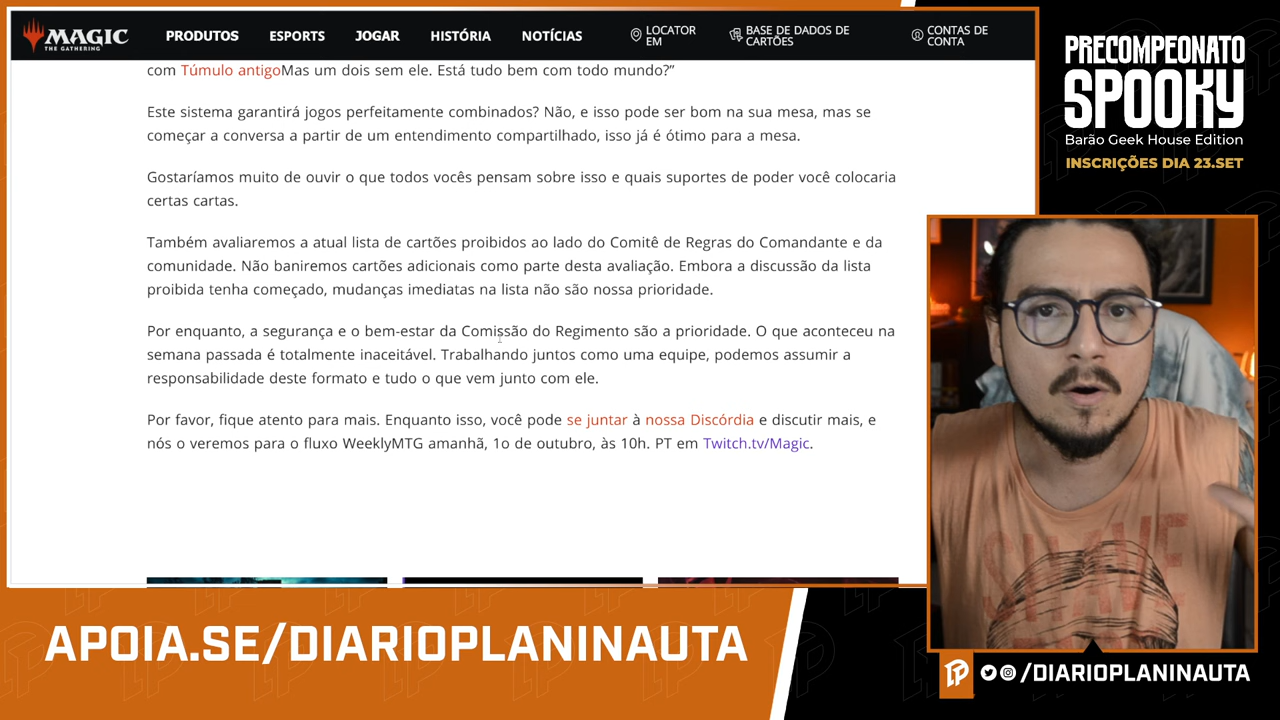 MAGIC
THE GATHERING
PRODUTOS
ESPORTS
JOGAR
HISTÓRIA
NOTÍCIAS
LOCATOR
EM
BASE DE DADOS DE
CARTÕES
CONTAS DE
CONTA
com Túmulo antigoMas um dois sem ele. Está tudo bem com todo mundo?”
Este sistema garantirá jogos perfeitamente combinados? Não, e isso pode ser bom na sua mesa, mas se
começar a conversa a partir de um entendimento compartilhado, isso já é ótimo para a mesa.
Gostaríamos muito de ouvir o que todos vocês pensam sobre isso e quais suportes de poder você colocaria
certas cartas.
Também avaliaremos a atual lista de cartões proibidos ao lado do Comitê de Regras do Comandante e da
comunidade. Não baniremos cartões adicionais como parte desta avaliação. Embora a discussão da lista
proibida tenha começado, mudanças imediatas na lista não são nossa prioridade.
Por enquanto, a segurança e o bem-estar da Comissão do Regimento são a prioridade. O que aconteceu na
semana passada é totalmente inaceitável. Trabalhando juntos como uma equipe, podemos assumir a
responsabilidade deste formato e tudo o que vem junto com ele.
Por favor, fique atento para mais. Enquanto isso, você pode se juntar à nossa Discórdia e discutir mais, e
nós o veremos para o fluxo WeeklyMTG amanhã, 1o de outubro, às 10h. PT em Twitch.tv/Magic.
PRECOMPEONATO
SPOOKY
Barão Geek House Edition
INSCRIÇÕES DIA 23.SET
SHAVE
APOIA.SE/DIARIOPLANINAUTA
/DIARIOPLANINAUTA